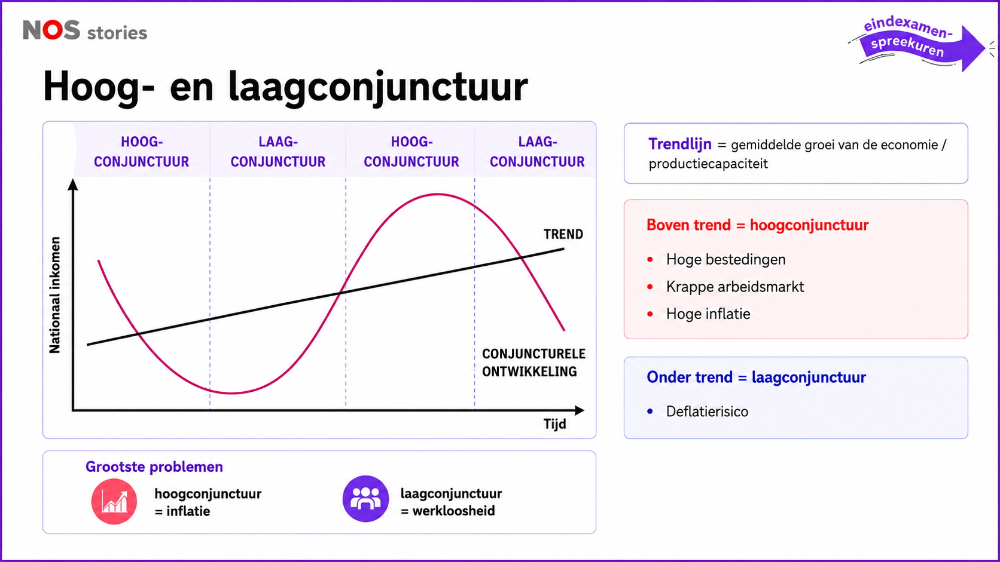 NOS stories
eindexamen-
spreekuren
Hoog- en laagconjunctuur
HOOG-
CONJUNCTUUR
LAAG-
CONJUNCTUUR
HOOG-
CONJUNCTUUR
LAAG-
CONJUNCTUUR
Nationaal inkomen
TREND
CONJUNCTURELE
ONTWIKKELING
Tijd
Trendlijn = gemiddelde groei van de economie /
productiecapaciteit
Boven trend = hoogconjunctuur
• Hoge bestedingen
• Krappe arbeidsmarkt
• Hoge inflatie
Onder trend = laagconjunctuur
• Deflatierisico
Grootste problemen
hoogconjunctuur
= inflatie
laagconjunctuur
= werkloosheid